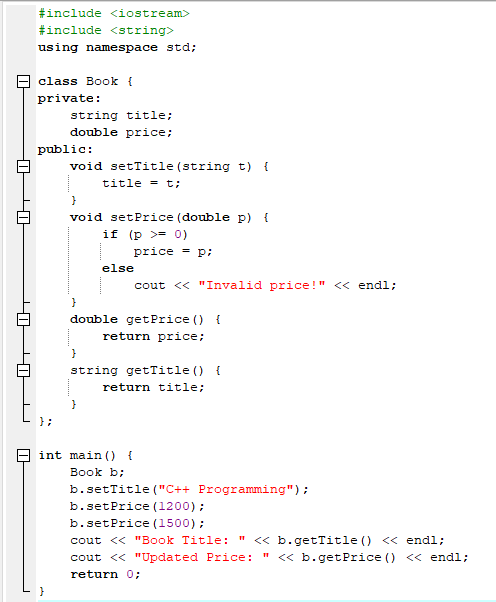 #include <iostream>
#include <string>
using namespace std;

class Book {
private:
    string title;
    double price;
public:
    void setTitle(string t) {
        title = t;
    }
    void setPrice(double p) {
        if (p >= 0)
            price = p;
        else
            cout << "Invalid price!" << endl;
    }
    double getPrice() {
        return price;
    }
    string getTitle() {
        return title;
    }
};

int main() {
    Book b;
    b.setTitle("C++ Programming");
    b.setPrice(1200);
    b.setPrice(1500);
    cout << "Book Title: " << b.getTitle() << endl;
    cout << "Updated Price: " << b.getPrice() << endl;
    return 0;
}